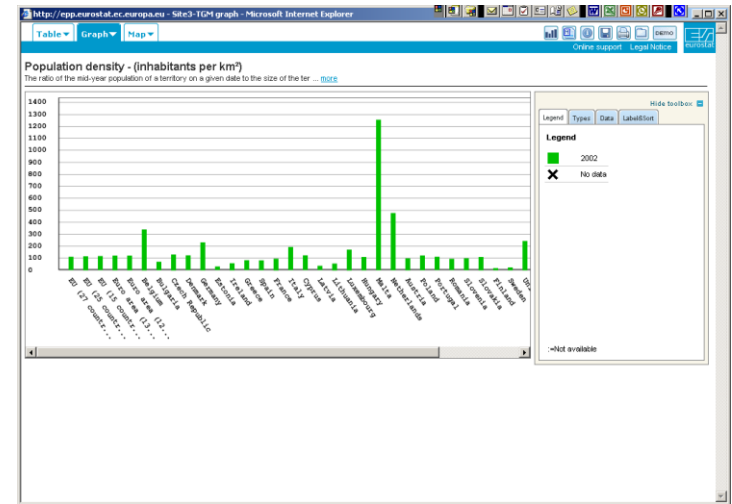 http://epp.eurostat.ec.europa.eu - Site3-TGM graph - Microsoft Internet Explorer
Table Graph Map
DEMO
Online support Legal Notice
eurostat
Population density - (inhabitants per km²)
The ratio of the mid-year population of a territory on a given date to the size of the ter ... more
Hide toolbox
Legend Types Data Label&Sort
Legend
2002
No data
:=Not available
1400
1300
1200
1100
1000
900
800
700
600
500
400
300
200
100
0
EU (27 countr...
EU (25 countr...
EU (15 countr...
Euro area (13...
Euro area (12...
Belgium
Bulgaria
Czech Republic
Denmark
Germany
Estonia
Ireland
Greece
Spain
France
Italy
Cyprus
Latvia
Lithuania
Luxembourg
Hungary
Malta
Netherlands
Austria
Poland
Portugal
Romania
Slovenia
Slovakia
Finland
Sweden